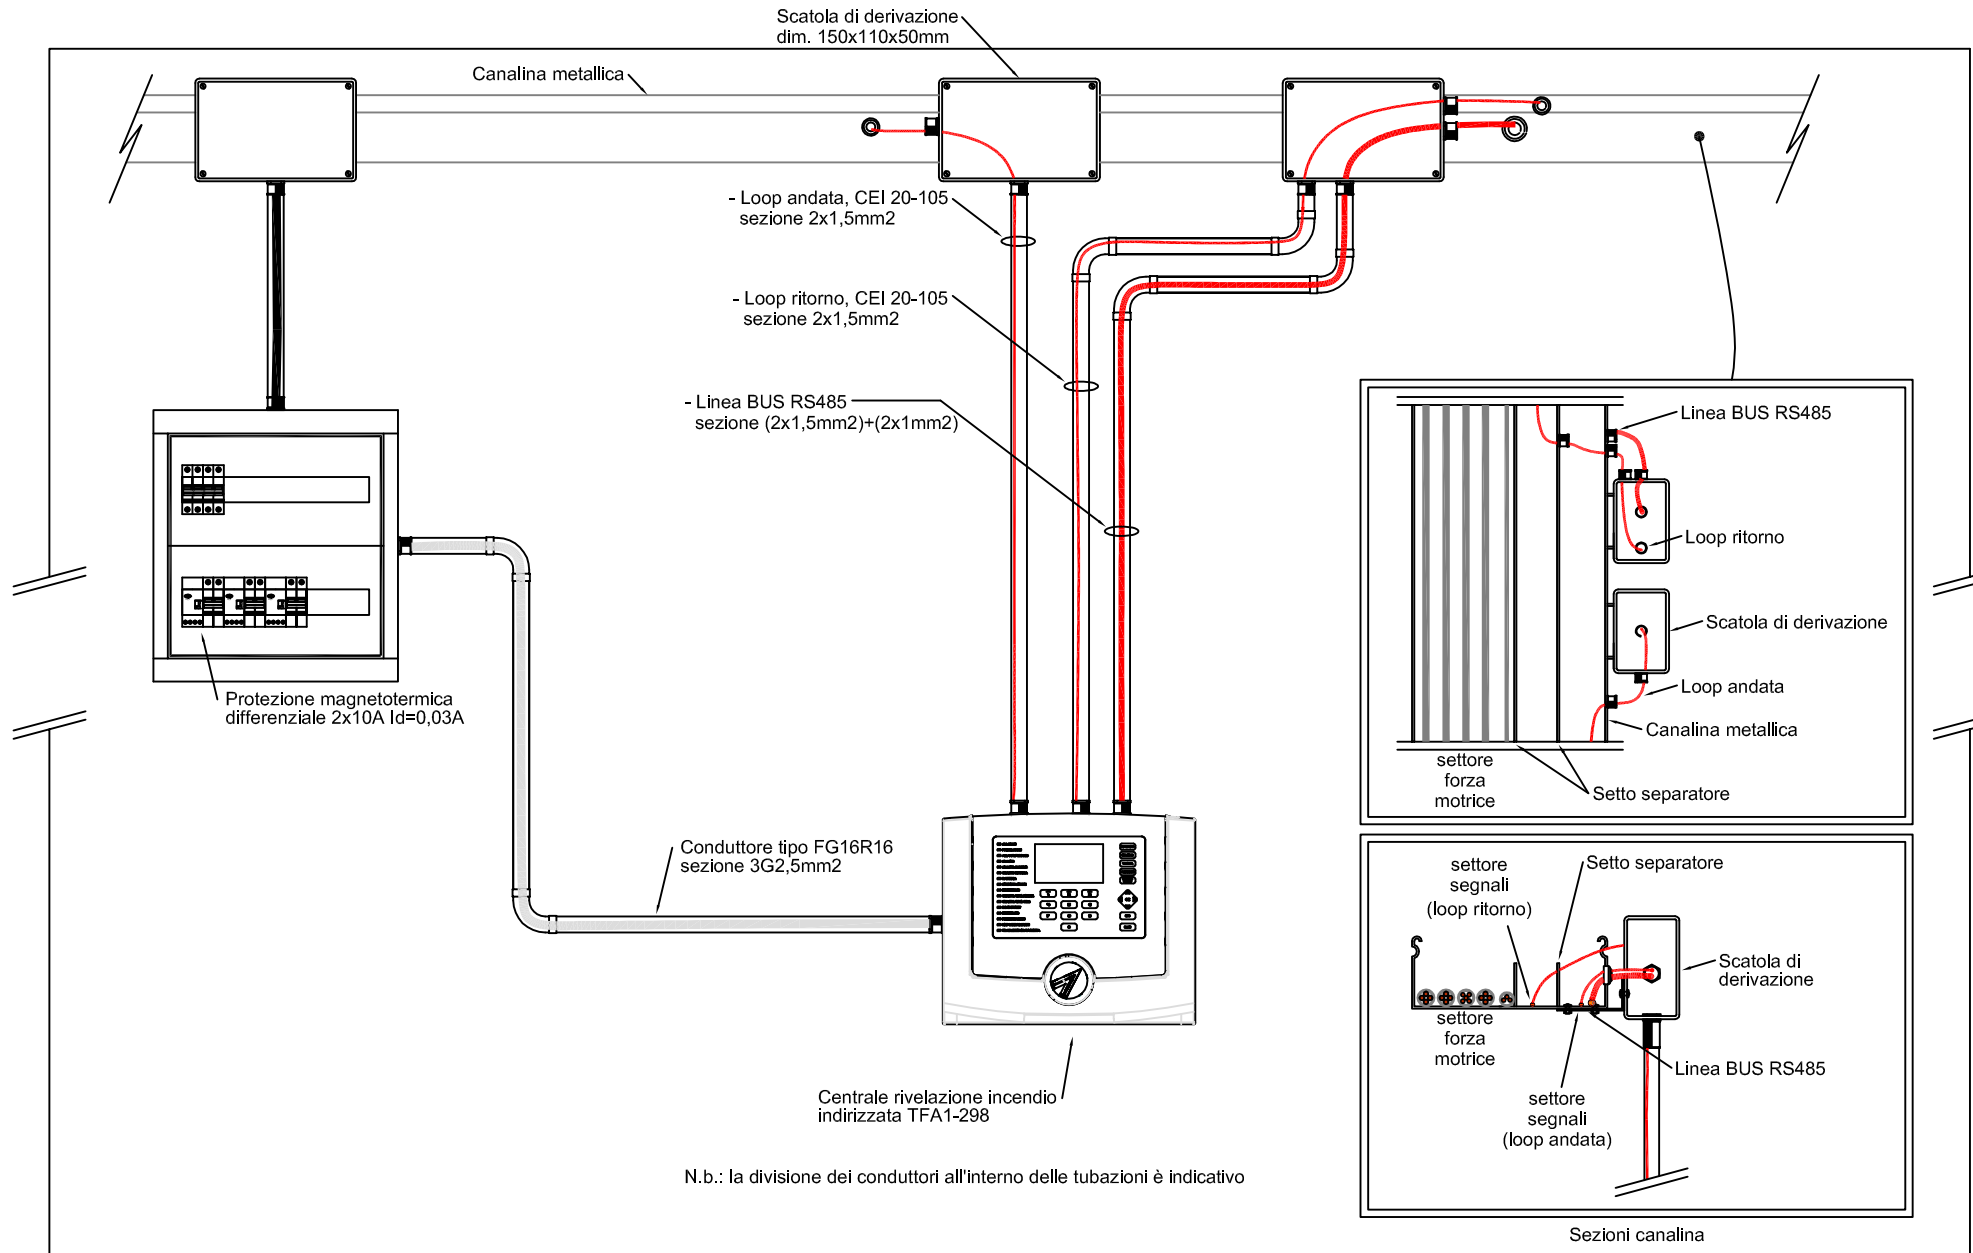 Scatola di derivazione
dim. 150x110x50mm
Canalina metallica
- Loop andata, CEI 20-105
sezione 2x1,5mm2
- Loop ritorno, CEI 20-105
sezione 2x1,5mm2
- Linea BUS RS485
sezione (2x1,5mm2)+(2x1mm2)
Protezione magnetotermica
differenziale 2x10A Id=0,03A
Conduttore tipo FG16R16
sezione 3G2,5mm2
Centrale rivelazione incendio
indirizzata TFA1-298
N.b.: la divisione dei conduttori all'interno delle tubazioni è indicativo
Linea BUS RS485
Loop ritorno
Scatola di derivazione
Loop andata
Canalina metallica
settore
forza
motrice
Setto separatore
settore
segnali
(loop ritorno)
Setto separatore
Scatola di
derivazione
settore
forza
motrice
Linea BUS RS485
settore
segnali
(loop andata)
Sezioni canalina